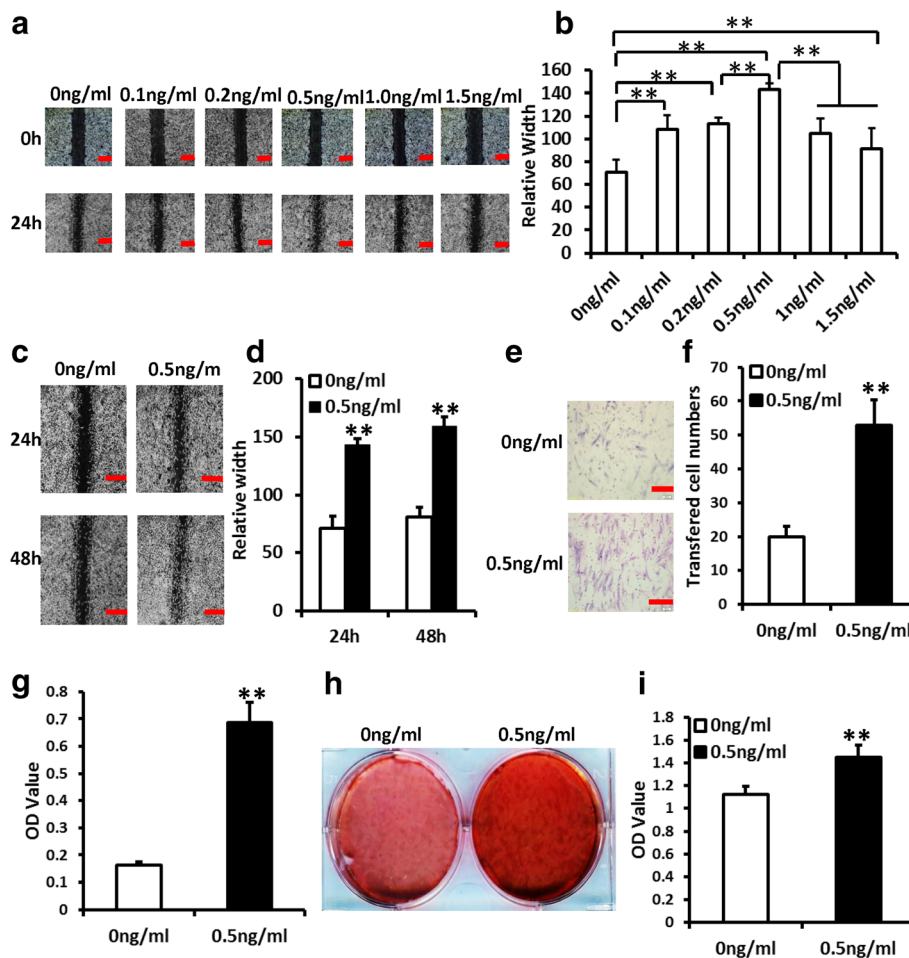 a
0ng/ml 0.1ng/ml 0.2ng/ml 0.5ng/ml 1.0ng/ml 1.5ng/ml
0h
24h
b
**
**
**
**
**
**
Relative Width
160
140
120
100
80
60
40
20
0
0ng/ml
0.1ng/ml
0.2ng/ml
0.5ng/ml
1ng/ml
1.5ng/ml
c
0ng/ml 0.5ng/m
24h
48h
d
Relative width
200
150
100
50
0
0ng/ml
0.5ng/ml
**
**
24h 48h
e
0ng/ml
0.5ng/ml
f
Transfered cell numbers
60
50
40
30
20
10
0
0ng/ml
0.5ng/ml
**
0ng/ml 0.5ng/ml
g
OD Value
0.8
0.7
0.6
0.5
0.4
0.3
0.2
0.1
0
**
0ng/ml 0.5ng/ml
h
0ng/ml 0.5ng/ml
i
OD Value
1.8
1.6
1.4
1.2
1
0.8
0.6
0.4
0.2
0
0ng/ml
0.5ng/ml
**
0ng/ml 0.5ng/ml